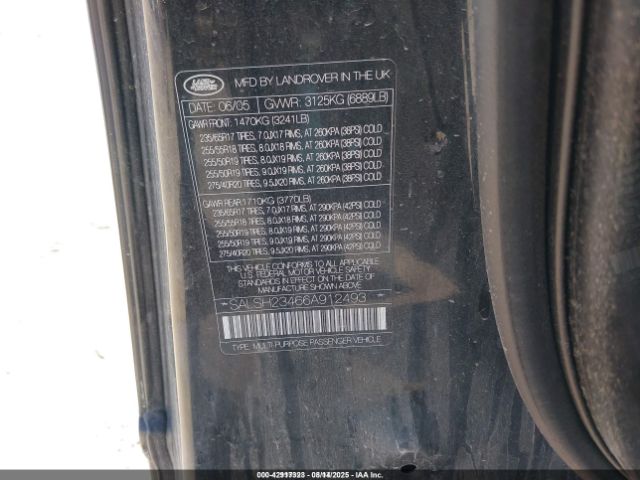 LAND ROVER
MFD BY LANDROVER IN THE UK
DATE: 06/05 GVWR: 3125KG (6889LB)
GAWR FRONT: 1470KG (3241LB)
235/65R17 TIRES, 7.0JX17 RIMS, AT 260KPA (38PSI) COLD
255/55R18 TIRES, 8.0JX18 RIMS, AT 260KPA (38PSI) COLD
255/50R19 TIRES, 8.0JX19 RIMS, AT 260KPA (38PSI) COLD
255/50R19 TIRES, 9.0JX19 RIMS, AT 260KPA (38PSI) COLD
275/40R20 TIRES, 9.5JX20 RIMS, AT 260KPA (38PSI) COLD
GAWR REAR: 1710KG (3770LB)
235/65R17 TIRES, 7.0JX17 RIMS, AT 290KPA (42PSI) COLD
255/55R18 TIRES, 8.0JX18 RIMS, AT 290KPA (42PSI) COLD
255/50R19 TIRES, 8.0JX19 RIMS, AT 290KPA (42PSI) COLD
255/50R19 TIRES, 9.0JX19 RIMS, AT 290KPA (42PSI) COLD
275/40R20 TIRES, 9.5JX20 RIMS, AT 290KPA (42PSI) COLD
THIS VEHICLE CONFORMS TO ALL APPLICABLE
U.S. FEDERAL MOTOR VEHICLE SAFETY
STANDARDS IN EFFECT ON THE DATE OF
MANUFACTURE SHOWN ABOVE
SALSH23466A912493
TYPE: MULTI-PURPOSE PASSENGER VEHICLE
000-42917323 - 08/14/2025 - IAAI.com